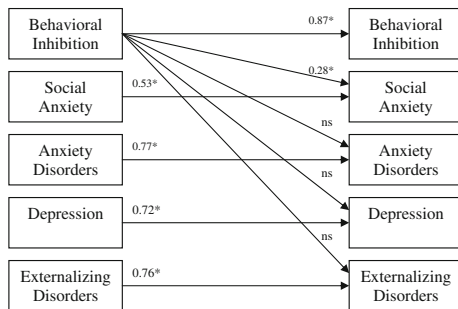 Behavioral
Inhibition
0.87*
Behavioral
Inhibition
Social
Anxiety
0.53*
0.28*
Social
Anxiety
Anxiety
Disorders
0.77*
ns
Anxiety
Disorders
Depression
0.72*
ns
Depression
Externalizing
Disorders
0.76*
ns
Externalizing
Disorders